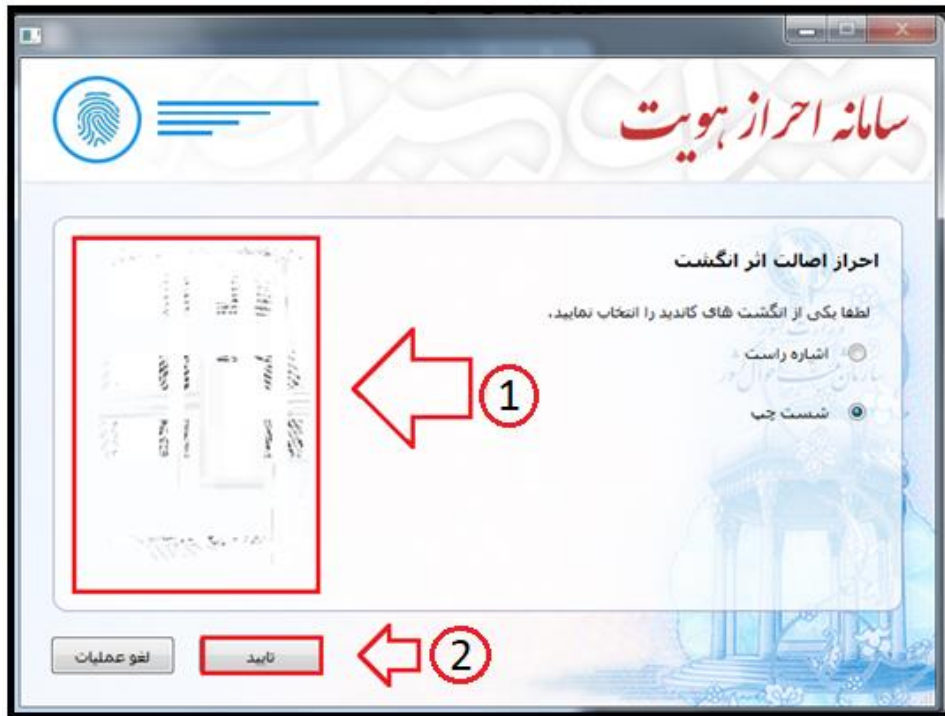 سامانه احراز هویت
احراز اصالت اثر انگشت
لطفا یکی از انگشت های کاندید را انتخاب نمایید.
اشاره راست
شست چپ
1
تایید
لغو عملیات
2